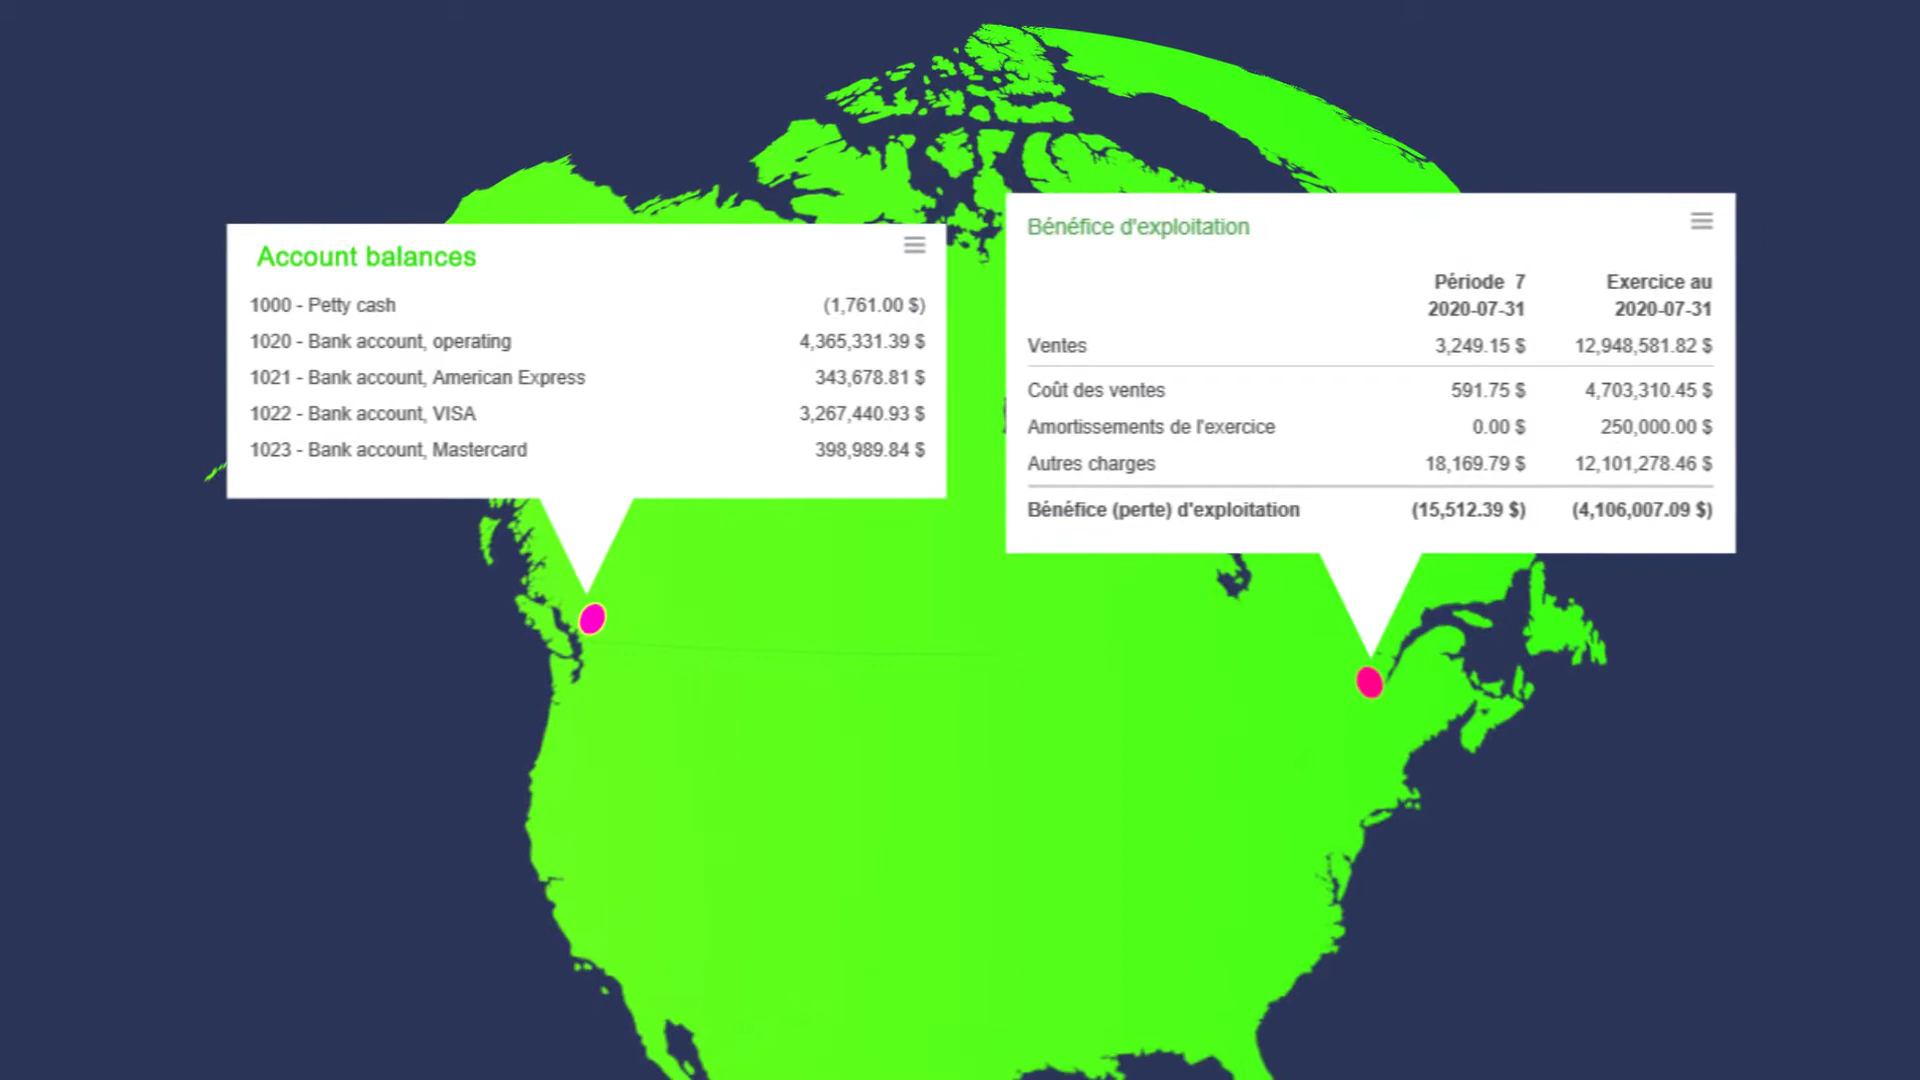 Account balances
1000 - Petty cash (1,761.00 $)
1020 - Bank account, operating 4,365,331.39 $
1021 - Bank account, American Express 343,678.81 $
1022 - Bank account, VISA 3,267,440.93 $
1023 - Bank account, Mastercard 398,989.84 $
Bénéfice d'exploitation
Période 7 Exercice au
2020-07-31 2020-07-31
Ventes 3,249.15 $ 12,948,581.82 $
Coût des ventes 591.75 $ 4,703,310.45 $
Amortissements de l'exercice 0.00 $ 250,000.00 $
Autres charges 18,169.79 $ 12,101,278.46 $
Bénéfice (perte) d'exploitation (15,512.39 $) (4,106,007.09 $)